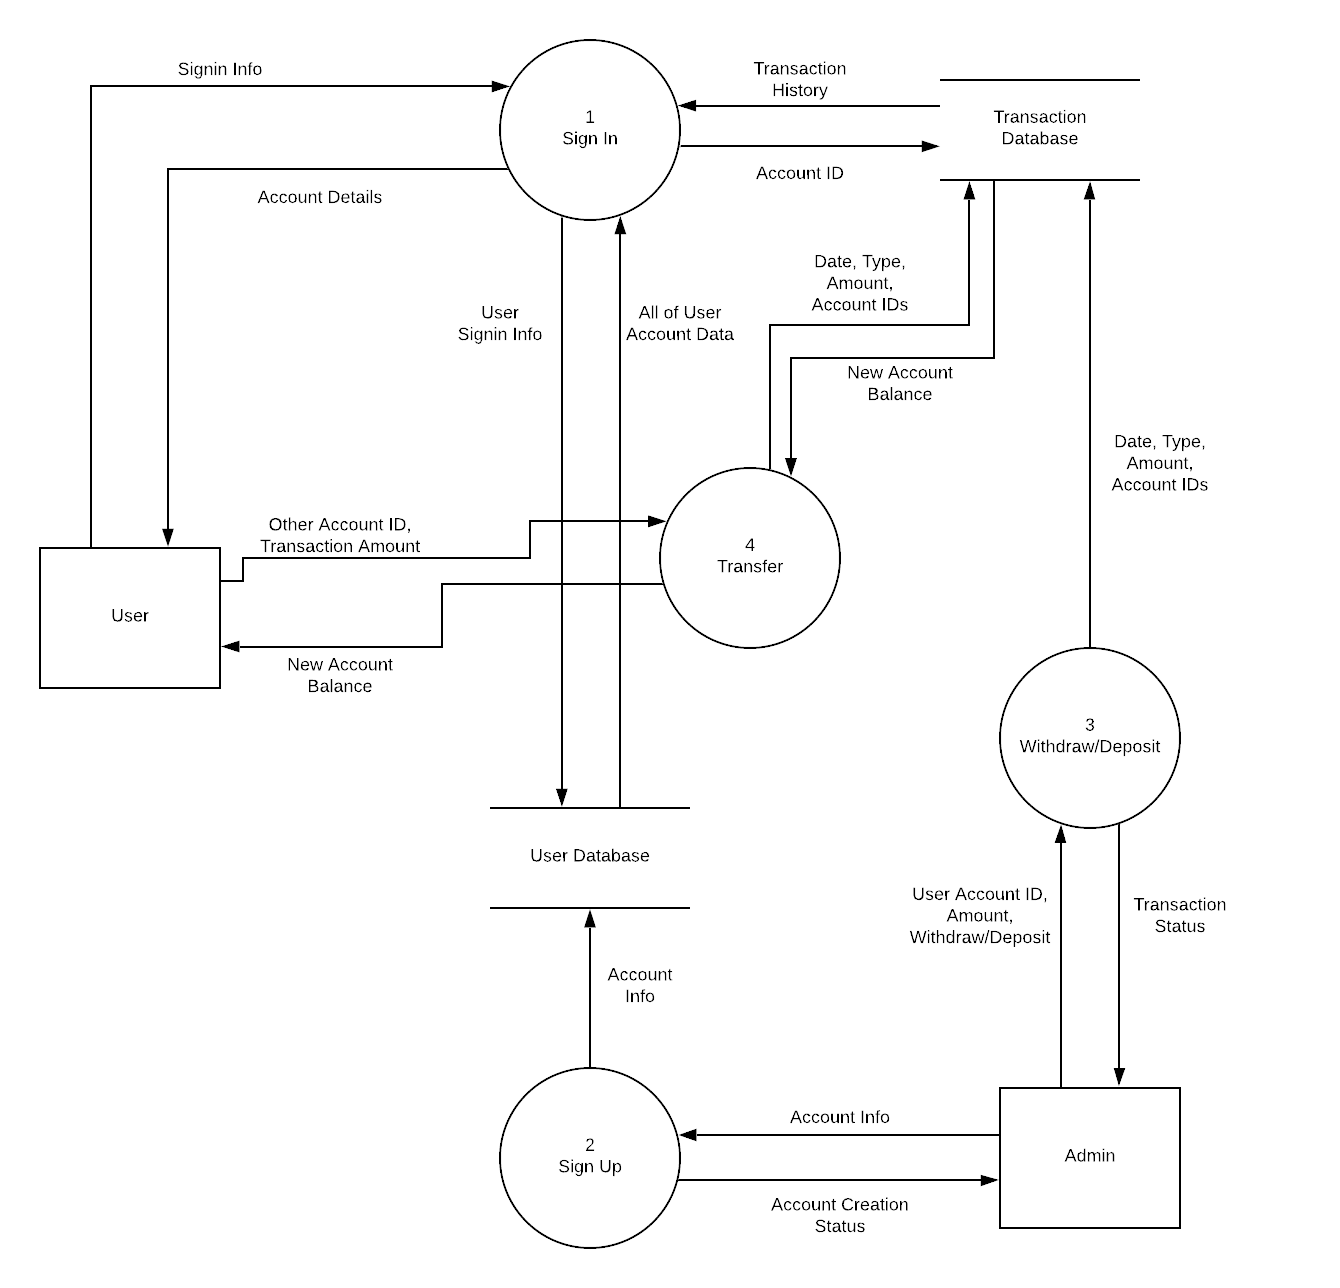 Signin Info
1
Sign In
Transaction
History
Transaction
Database
Account ID
Account Details
User
Signin Info
All of User
Account Data
Date, Type,
Amount,
Account IDs
New Account
Balance
Date, Type,
Amount,
Account IDs
Other Account ID,
Transaction Amount
4
Transfer
User
New Account
Balance
3
Withdraw/Deposit
User Database
User Account ID,
Amount,
Withdraw/Deposit
Transaction
Status
Account
Info
2
Sign Up
Account Info
Admin
Account Creation
Status